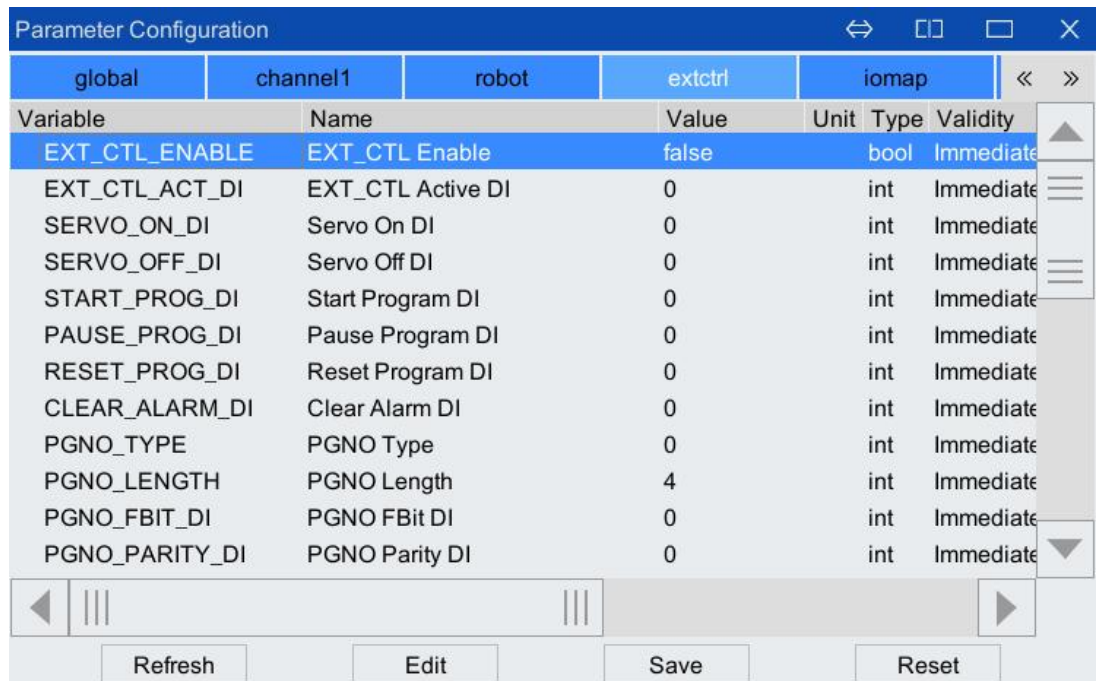 Parameter Configuration
global channel1 robot extctrl iomap « »
Variable Name Value Unit Type Validity
EXT_CTL_ENABLE EXT_CTL Enable false bool Immediate
EXT_CTL_ACT_DI EXT_CTL Active DI 0 int Immediate
SERVO_ON_DI Servo On DI 0 int Immediate
SERVO_OFF_DI Servo Off DI 0 int Immediate
START_PROG_DI Start Program DI 0 int Immediate
PAUSE_PROG_DI Pause Program DI 0 int Immediate
RESET_PROG_DI Reset Program DI 0 int Immediate
CLEAR_ALARM_DI Clear Alarm DI 0 int Immediate
PGNO_TYPE PGNO Type 0 int Immediate
PGNO_LENGTH PGNO Length 4 int Immediate
PGNO_FBIT_DI PGNO FBit DI 0 int Immediate
PGNO_PARITY_DI PGNO Parity DI 0 int Immediate
Refresh Edit Save Reset